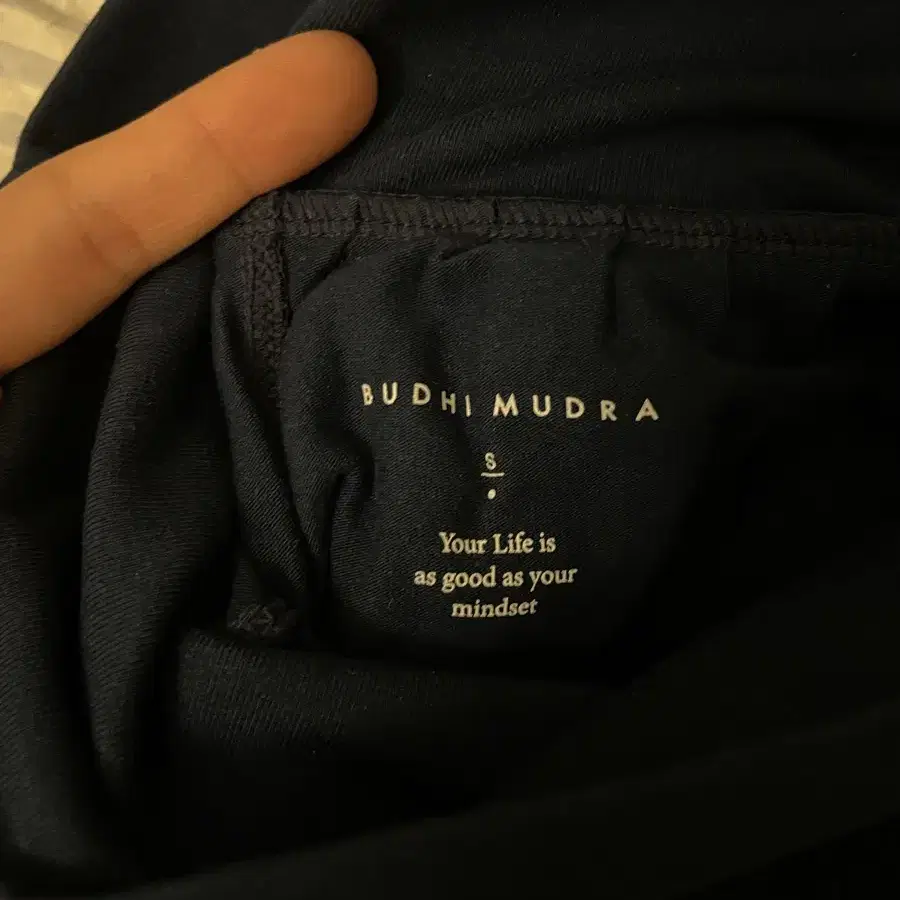 BUDHI MUDRA
S
Your Life is
as good as your
mindset